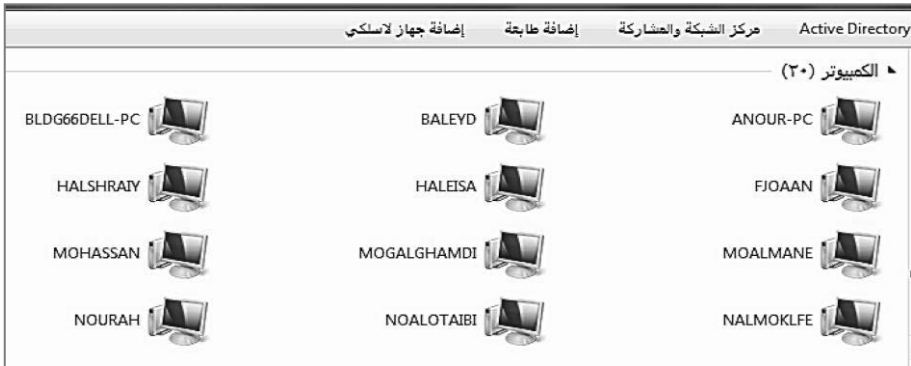 Active Directory مركز الشبكة والمشاركة إضافة طابعة إضافة جهاز لاسلكي
الكمبيوتر (٢٠)
ANOUR-PC BALEYD BLDG66DELL-PC
FJOAAN HALEISA HALSHRAIY
MOALMANE MOGALGHAMDI MOHASSAN
NALMOKLFE NOALOTAIBI NOURAH